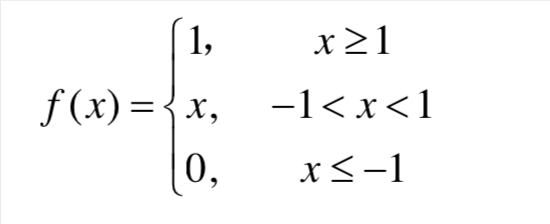 1, x ≥ 1
f(x) = { x, −1 < x < 1
0, x ≤ −1